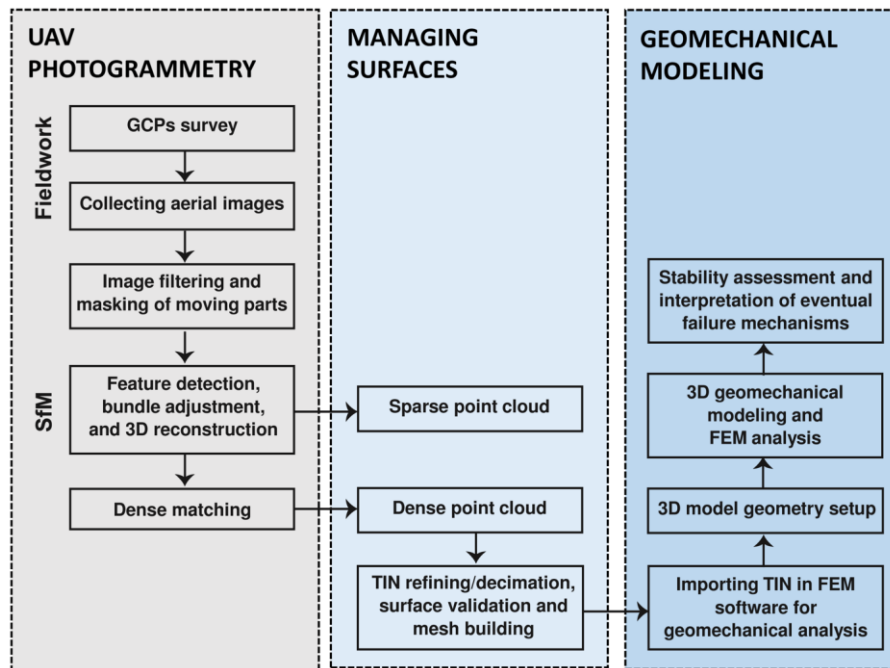 UAV
PHOTOGRAMMETRY
Fieldwork
GCPs survey
Collecting aerial images
Image filtering and
masking of moving parts
SfM
Feature detection,
bundle adjustment,
and 3D reconstruction
Dense matching
MANAGING
SURFACES
Sparse point cloud
Dense point cloud
TIN refining/decimation,
surface validation and
mesh building
GEOMECHANICAL
MODELING
Stability assessment and
interpretation of eventual
failure mechanisms
3D geomechanical
modeling and
FEM analysis
3D model geometry setup
Importing TIN in FEM
software for
geomechanical analysis